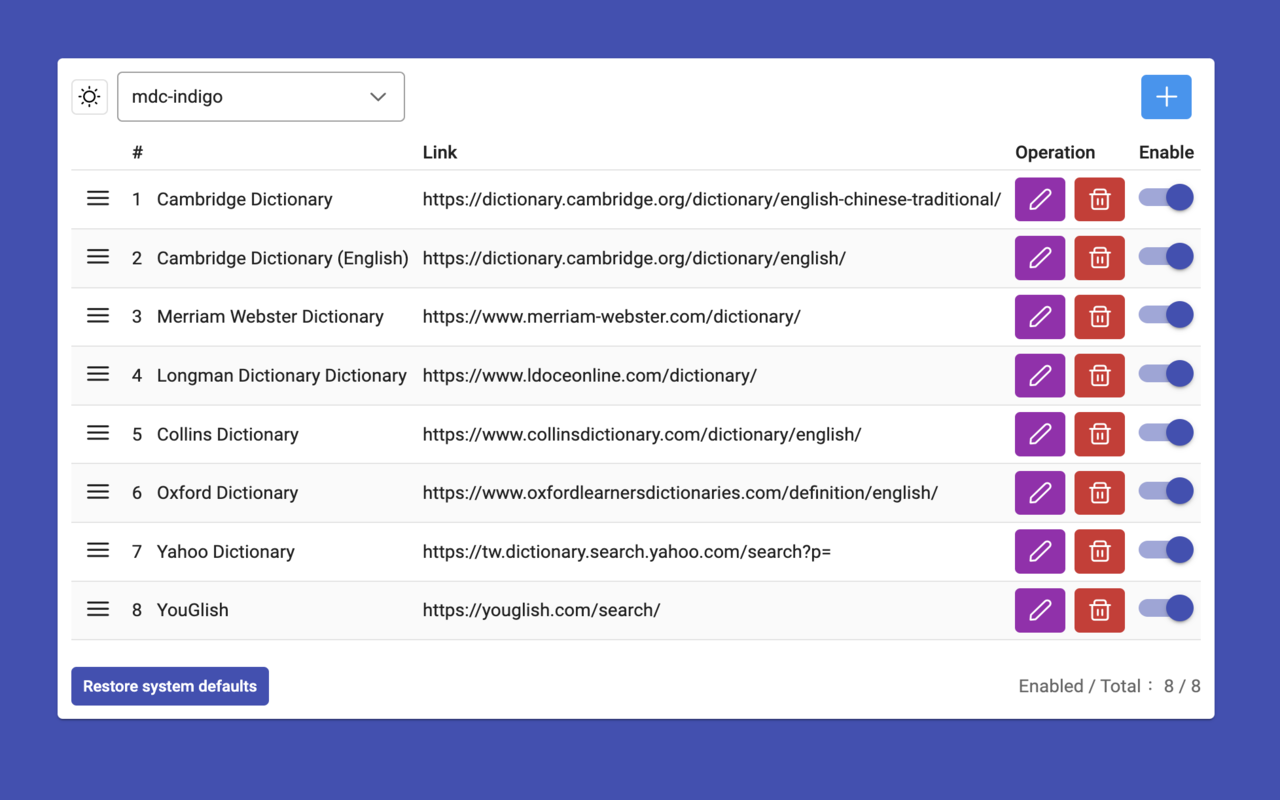 mdc-indigo
# Link Operation Enable
1 Cambridge Dictionary https://dictionary.cambridge.org/dictionary/english-chinese-traditional/
2 Cambridge Dictionary (English) https://dictionary.cambridge.org/dictionary/english/
3 Merriam Webster Dictionary https://www.merriam-webster.com/dictionary/
4 Longman Dictionary Dictionary https://www.ldoceonline.com/dictionary/
5 Collins Dictionary https://www.collinsdictionary.com/dictionary/english/
6 Oxford Dictionary https://www.oxfordlearnersdictionaries.com/definition/english/
7 Yahoo Dictionary https://tw.dictionary.search.yahoo.com/search?p=
8 YouGlish https://youglish.com/search/
Restore system defaults Enabled / Total： 8 / 8